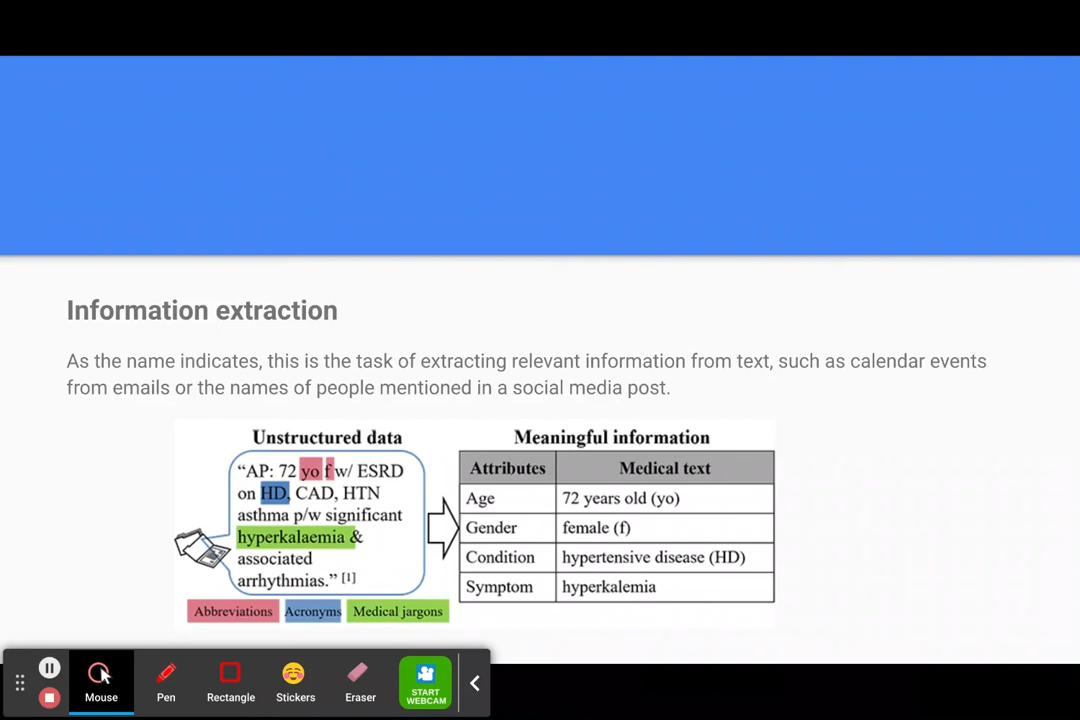 Information extraction
As the name indicates, this is the task of extracting relevant information from text, such as calendar events
from emails or the names of people mentioned in a social media post.
Unstructured data
“AP: 72 yo f w/ ESRD
on HD, CAD, HTN
asthma p/w significant
hyperkalaemia &
associated
arrhythmias.” [1]
Abbreviations Acronyms Medical jargons
Meaningful information
Attributes Medical text
Age 72 years old (yo)
Gender female (f)
Condition hypertensive disease (HD)
Symptom hyperkalemia
Mouse Pen Rectangle Stickers Eraser START
WEBCAM